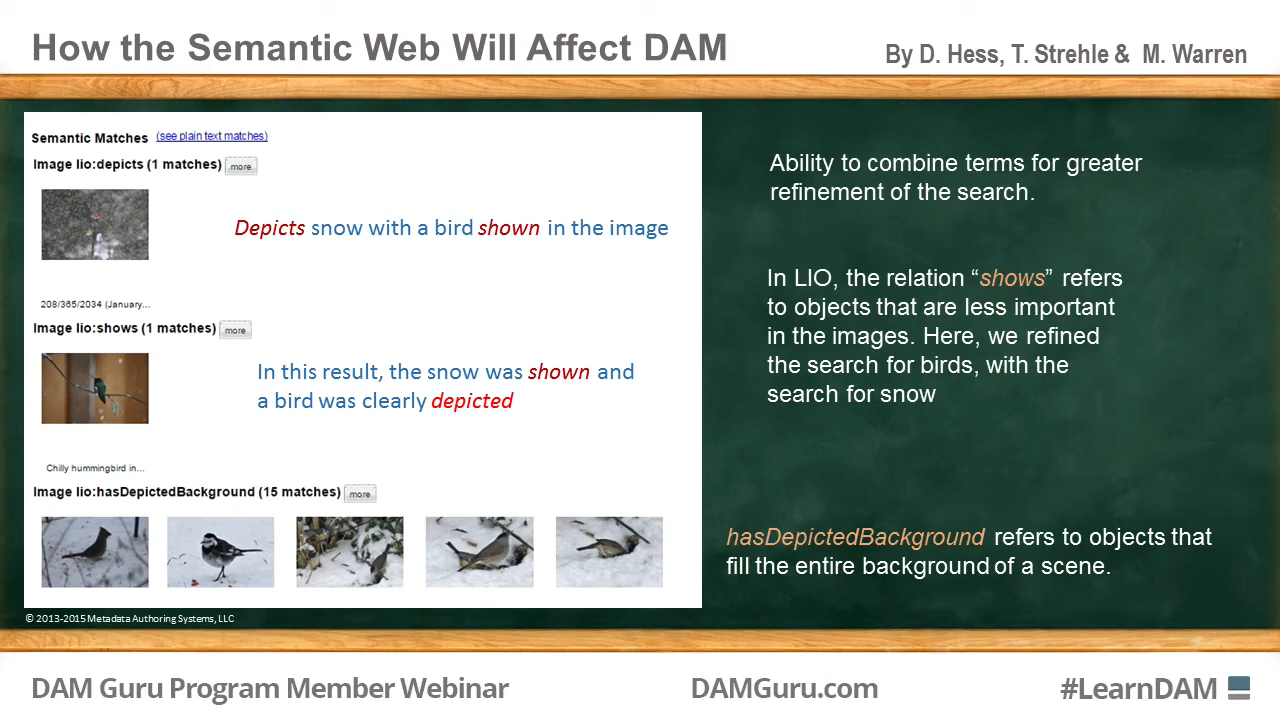 How the Semantic Web Will Affect DAM
By D. Hess, T. Strehle & M. Warren
Semantic Matches (see plain text matches)
Image lio:depicts (1 matches) more
Depicts snow with a bird shown in the image
208/365/2034 (January...
Image lio:shows (1 matches) more
In this result, the snow was shown and
a bird was clearly depicted
Chilly hummingbird in...
Image lio:hasDepictedBackground (15 matches) more
Ability to combine terms for greater
refinement of the search.
In LIO, the relation “shows” refers
to objects that are less important
in the images. Here, we refined
the search for birds, with the
search for snow
hasDepictedBackground refers to objects that
fill the entire background of a scene.
© 2013-2015 Metadata Authoring Systems, LLC
DAM Guru Program Member Webinar
DAMGuru.com
#LearnDAM